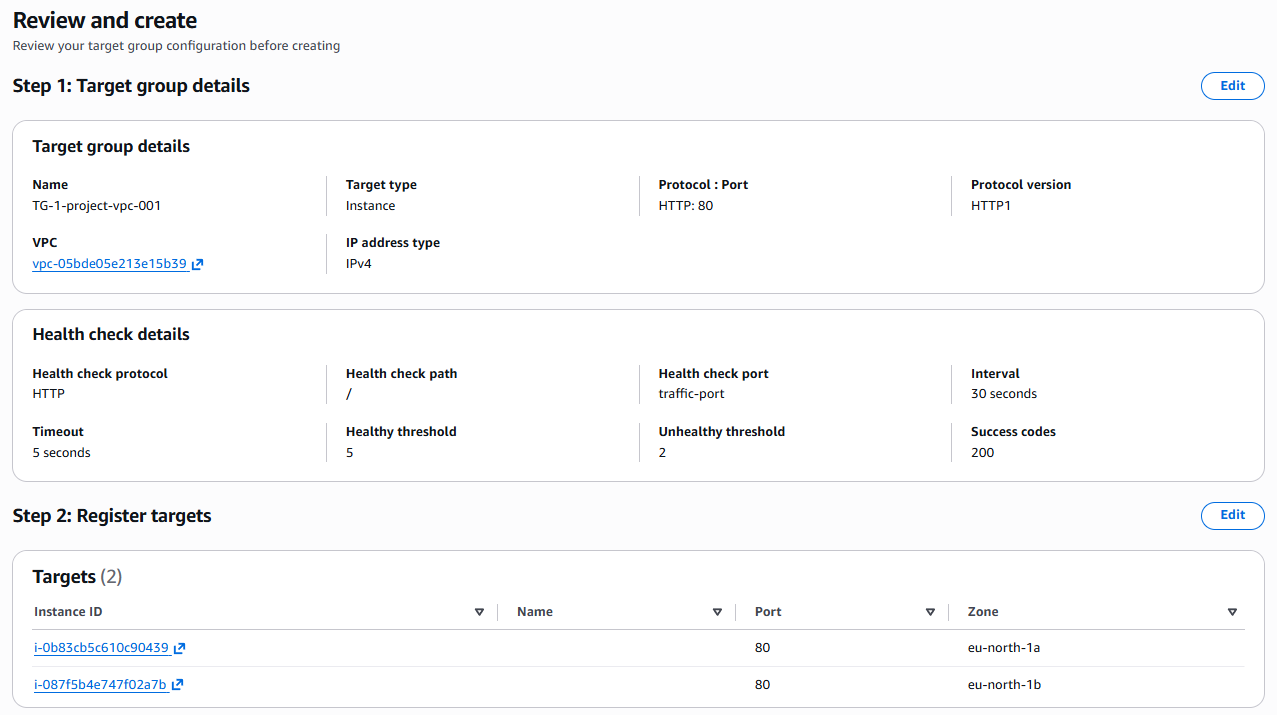 Review and create
Review your target group configuration before creating
Step 1: Target group details
Edit
Target group details
Name
TG-1-project-vpc-001
Target type
Instance
Protocol : Port
HTTP: 80
Protocol version
HTTP1
VPC
vpc-05bde05e213e15b39
IP address type
IPv4
Health check details
Health check protocol
HTTP
Health check path
/
Health check port
traffic-port
Interval
30 seconds
Timeout
5 seconds
Healthy threshold
5
Unhealthy threshold
2
Success codes
200
Step 2: Register targets
Edit
Targets (2)
Instance ID Name Port Zone
i-0b83cb5c610c90439 80 eu-north-1a
i-087f5b4e747f02a7b 80 eu-north-1b